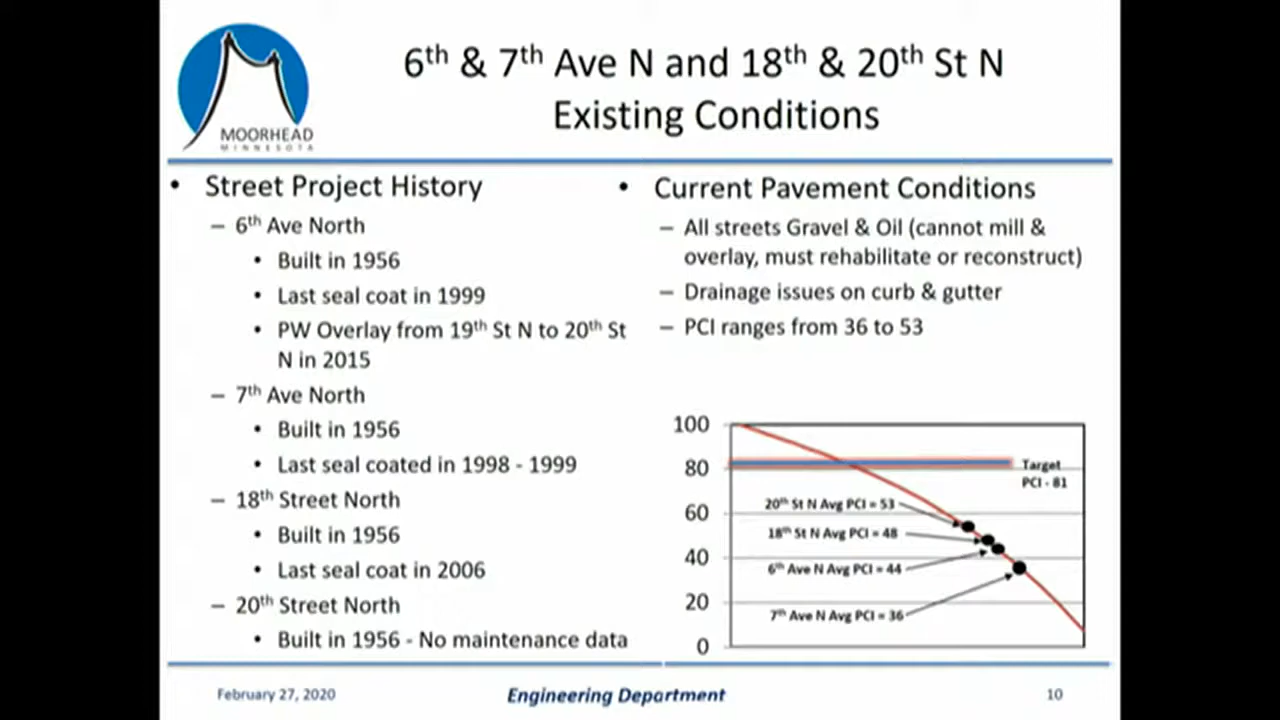 MOORHEAD
MINNESOTA
6th & 7th Ave N and 18th & 20th St N
Existing Conditions
• Street Project History
– 6th Ave North
• Built in 1956
• Last seal coat in 1999
• PW Overlay from 19th St N to 20th St
N in 2015
– 7th Ave North
• Built in 1956
• Last seal coated in 1998 - 1999
– 18th Street North
• Built in 1956
• Last seal coat in 2006
– 20th Street North
• Built in 1956 - No maintenance data
• Current Pavement Conditions
– All streets Gravel & Oil (cannot mill &
overlay, must rehabilitate or reconstruct)
– Drainage issues on curb & gutter
– PCI ranges from 36 to 53
100
80
60
40
20
0
Target
PCI - 81
20th St N Avg PCI = 53
18th St N Avg PCI = 48
6th Ave N Avg PCI = 44
7th Ave N Avg PCI = 36
February 27, 2020
Engineering Department
10